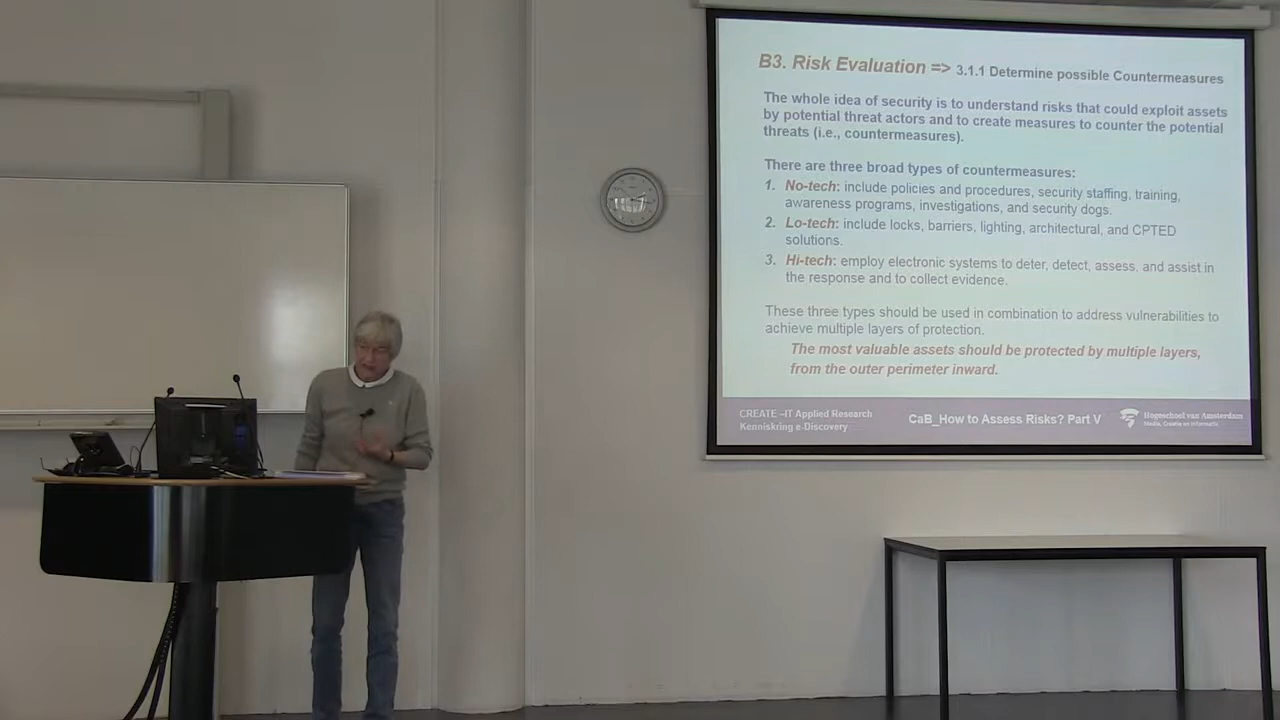 B3. Risk Evaluation => 3.1.1 Determine possible Countermeasures
The whole idea of security is to understand risks that could exploit assets
by potential threat actors and to create measures to counter the potential
threats (i.e., countermeasures).
There are three broad types of countermeasures:
1. No-tech: include policies and procedures, security staffing, training,
awareness programs, investigations, and security dogs.
2. Lo-tech: include locks, barriers, lighting, architectural, and CPTED
solutions.
3. Hi-tech: employ electronic systems to deter, detect, assess, and assist in
the response and to collect evidence.
These three types should be used in combination to address vulnerabilities to
achieve multiple layers of protection.
The most valuable assets should be protected by multiple layers,
from the outer perimeter inward.
CREATE –IT Applied Research
Kenniskring e-Discovery
CaB_How to Assess Risks? Part V
Hogeschool van Amsterdam
Media, Creatie en Informatie